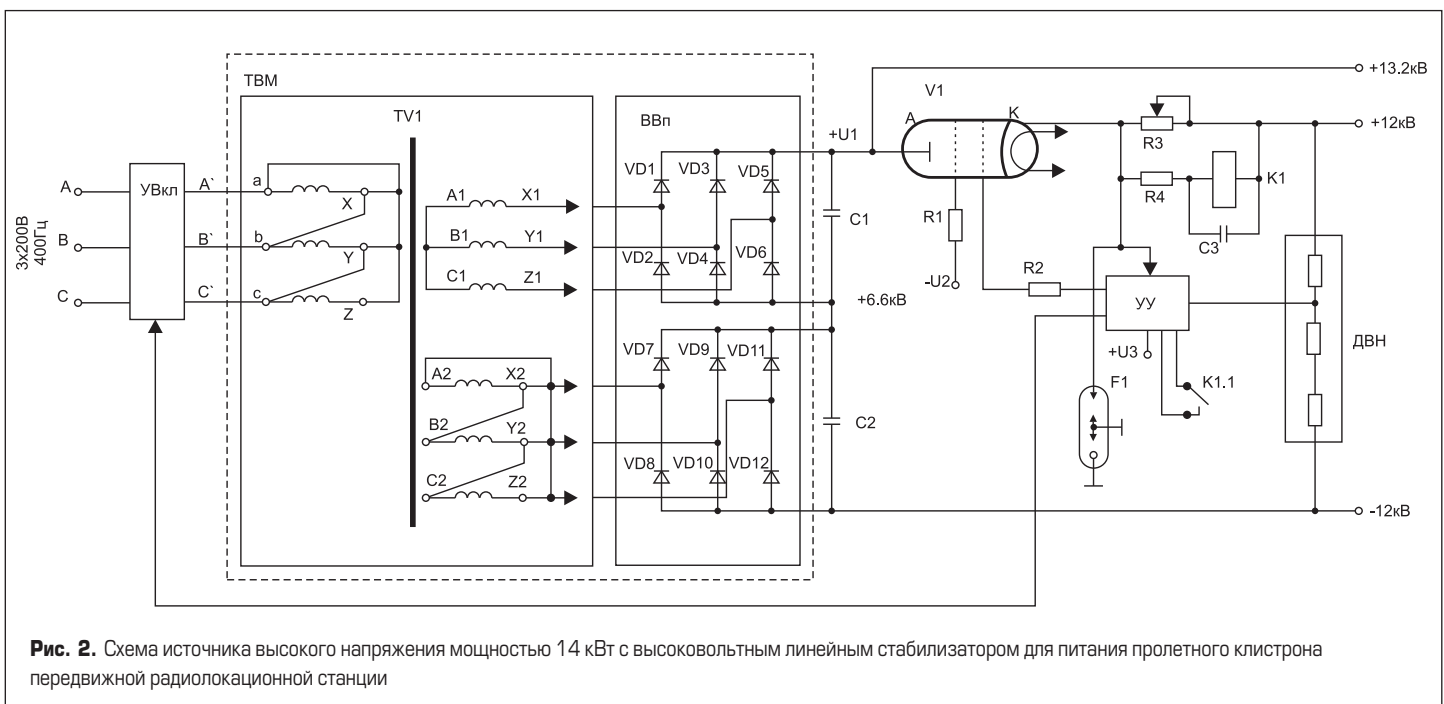 ТВМ
TV1
ВВп
V1
A
K
+13.2кВ
+12кВ
-12кВ
3x200В
400Гц
A
B
C
УВкл
A`
B`
C`
a
X
b
Y
c
Z
A1
X1
B1
Y1
C1
Z1
A2
X2
B2
Y2
C2
Z2
VD1
VD3
VD5
VD2
VD4
VD6
VD7
VD9
VD11
VD8
VD10
VD12
+U1
C1
+6.6кВ
C2
R1
-U2
R2
R3
R4
K1
C3
УУ
+U3
F1
K1.1
ДВН
Рис. 2. Схема источника высокого напряжения мощностью 14 кВт с высоковольтным линейным стабилизатором для питания пролетного клистрона
передвижной радиолокационной станции